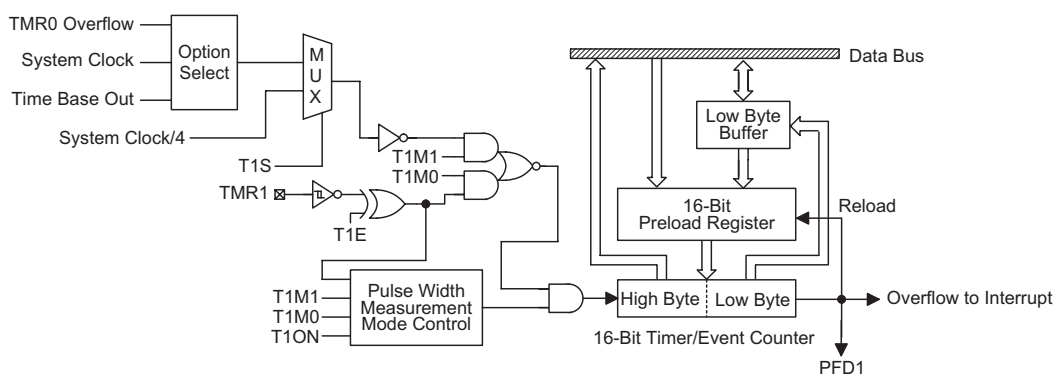 TMR0 Overflow
System Clock
Time Base Out
Option
Select
M
U
X
System Clock/4
T1S
T1M1
T1M0
TMR1
T1E
T1M1
T1M0
T1ON
Pulse Width
Measurement
Mode Control
Data Bus
Low Byte
Buffer
16-Bit
Preload Register
Reload
High Byte
Low Byte
Overflow to Interrupt
16-Bit Timer/Event Counter
PFD1